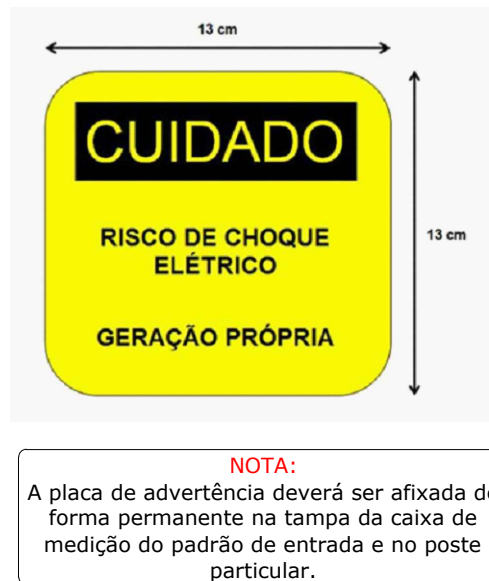 13 cm
CUIDADO
RISCO DE CHOQUE
ELÉTRICO
13 cm
GERAÇÃO PRÓPRIA
NOTA:
A placa de advertência deverá ser afixada d
forma permanente na tampa da caixa de
medição do padrão de entrada e no poste
particular.